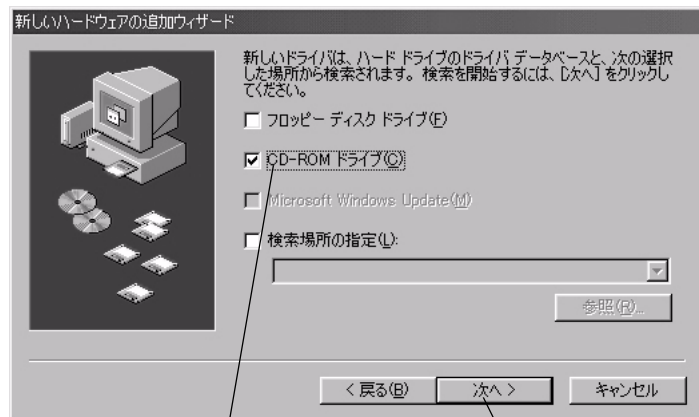 新しいハードウェアの追加ウィザード
新しいドライバは、ハード ドライブのドライバ データベースと、次の選択
した場所から検索されます。検索を開始するには、[次へ] をクリックし
てください。
フロッピー ディスク ドライブ(F)
CD-ROM ドライブ(C)
Microsoft Windows Update(M)
検索場所の指定(L):
参照(R)...
< 戻る(B)
次へ >
キャンセル